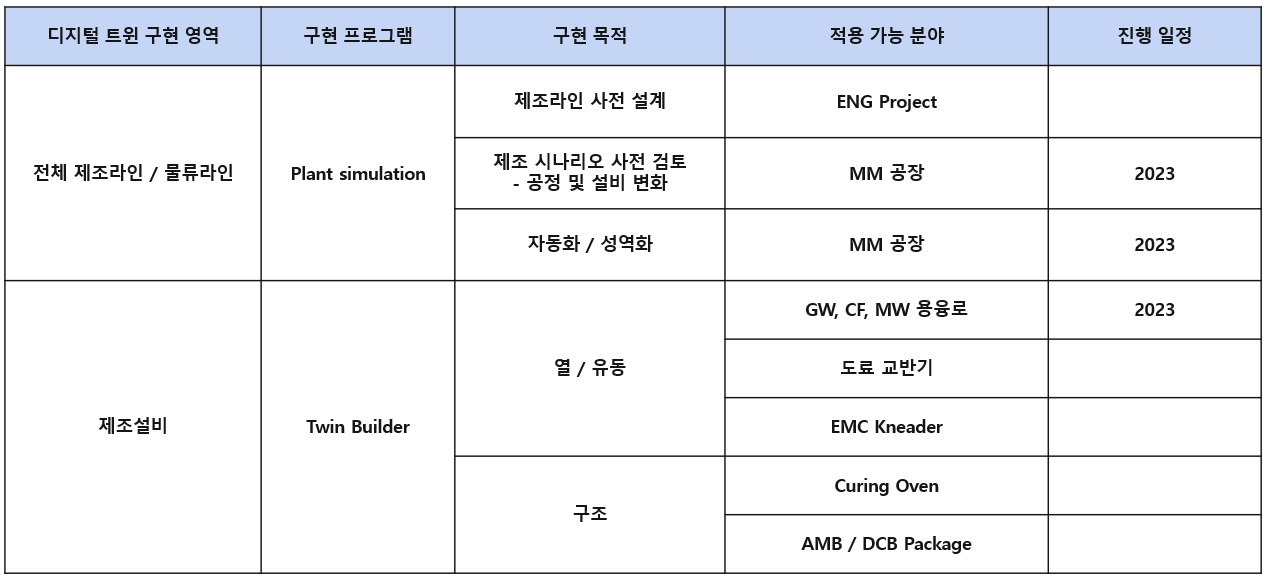 디지털 트윈 구현 영역
구현 프로그램
구현 목적
적용 가능 분야
진행 일정
전체 제조라인 / 물류라인
Plant simulation
제조라인 사전 설계
ENG Project
제조 시나리오 사전 검토
- 공정 및 설비 변화
MM 공장
2023
자동화 / 성역화
MM 공장
2023
제조설비
Twin Builder
열 / 유동
GW, CF, MW 용융로
2023
도료 교반기
EMC Kneader
구조
Curing Oven
AMB / DCB Package